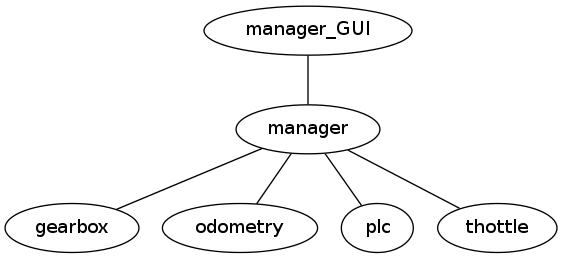 manager_GUI
manager
gearbox
odometry
plc
thottle